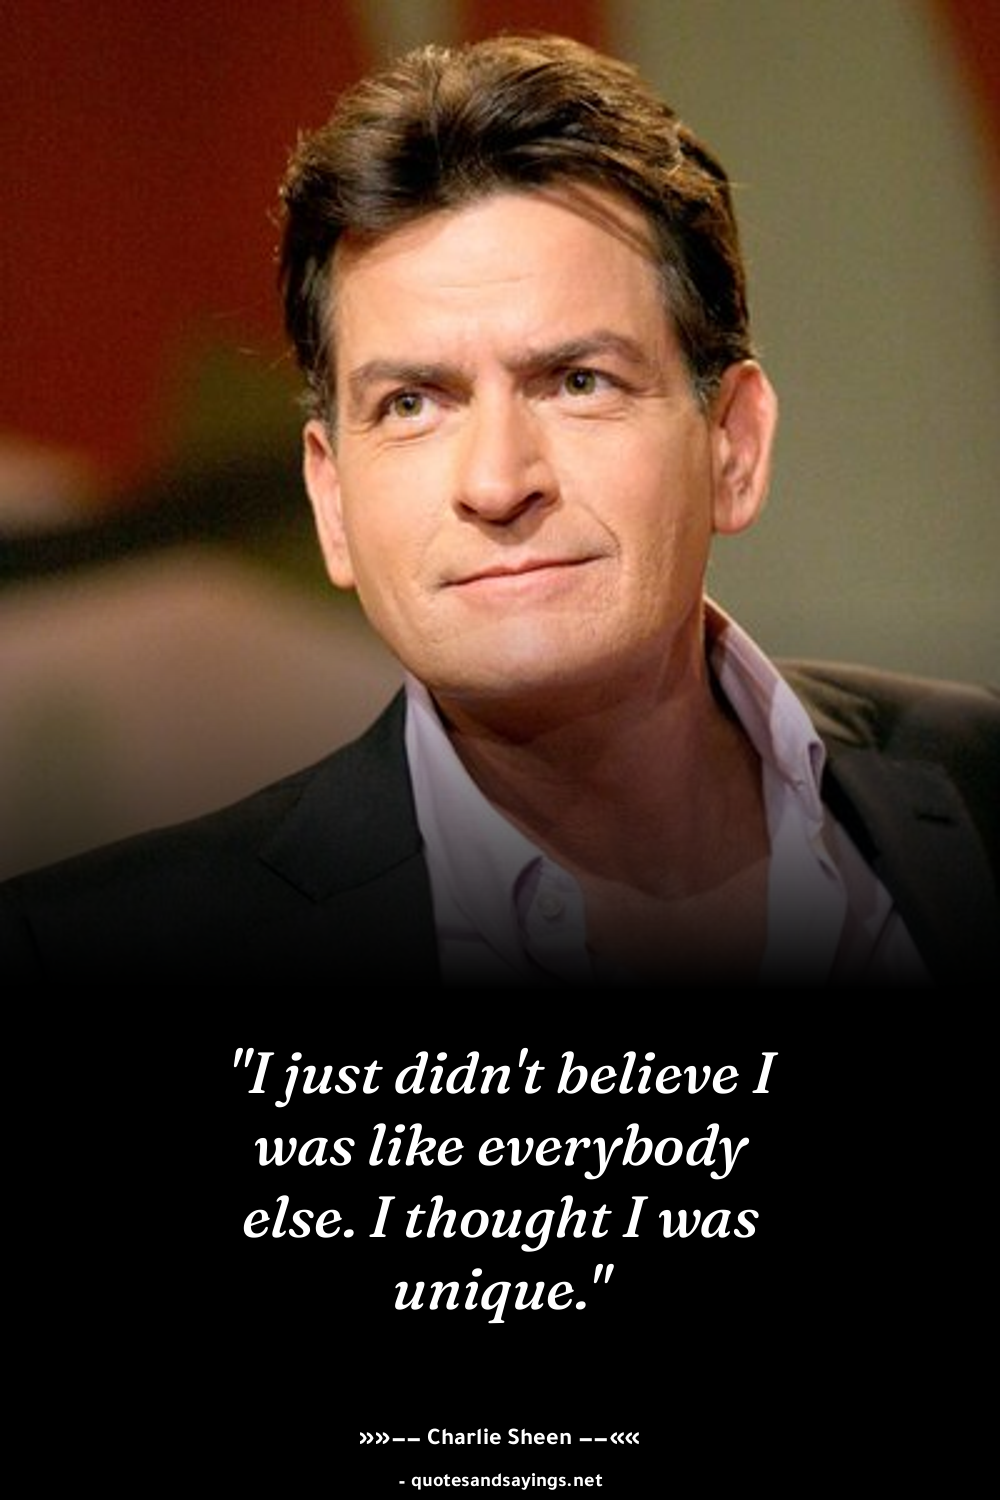 "I just didn't believe I
was like everybody
else. I thought I was
unique."
»»–– Charlie Sheen ––««
- quotesandsayings.net